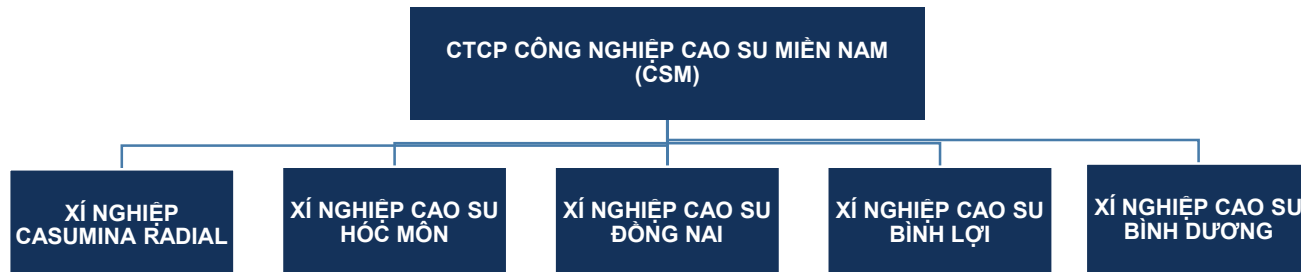 CTCP CÔNG NGHIỆP CAO SU MIỀN NAM
(CSM)
XÍ NGHIỆP
CASUMINA RADIAL
XÍ NGHIỆP CAO SU
HÓC MÔN
XÍ NGHIỆP CAO SU
ĐỒNG NAI
XÍ NGHIỆP CAO SU
BÌNH LỢI
XÍ NGHIỆP CAO SU
BÌNH DƯƠNG